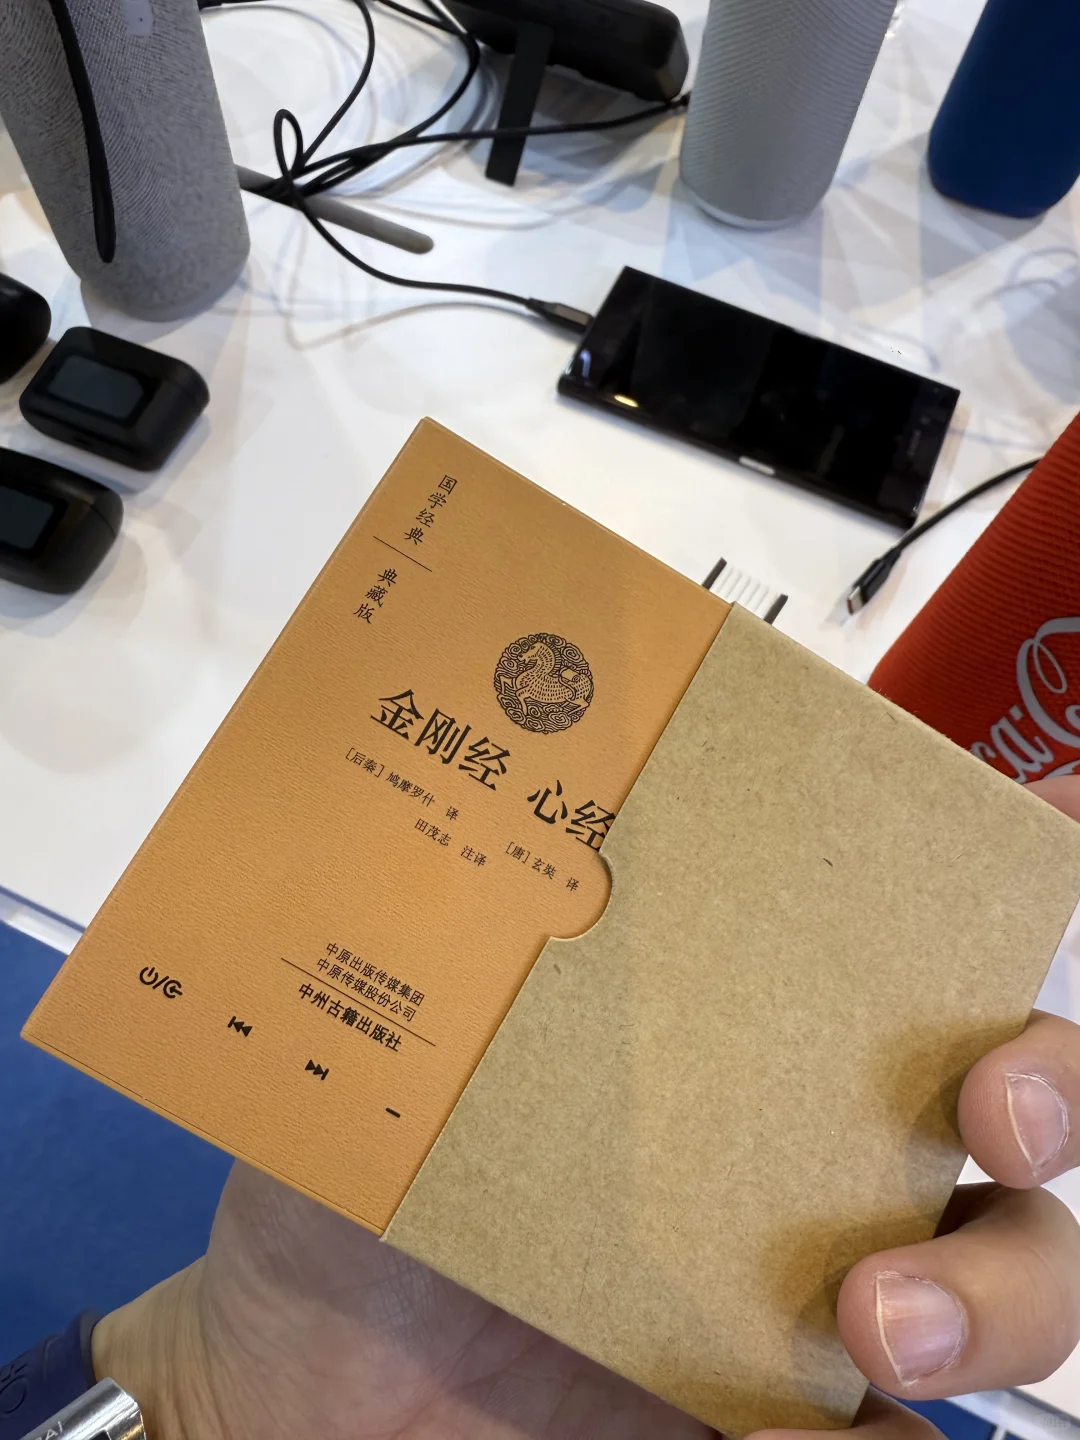 国学经典
典藏版
金刚经 心经
[后秦] 鸠摩罗什 译
[唐] 玄奘 译
田茂志 注译
中原出版传媒集团
中原传媒股份公司
中州古籍出版社